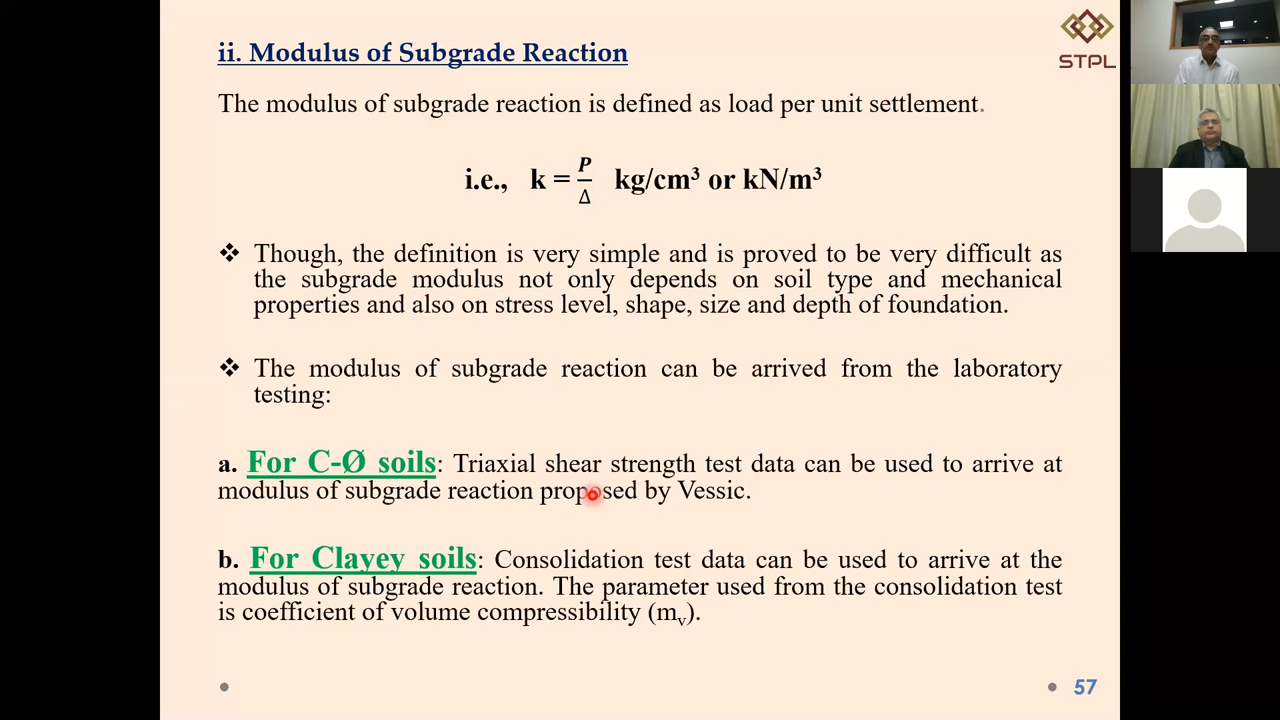 ii. Modulus of Subgrade Reaction
STPL
The modulus of subgrade reaction is defined as load per unit settlement.
i.e., k = P/Δ kg/cm³ or kN/m³
❖ Though, the definition is very simple and is proved to be very difficult as
the subgrade modulus not only depends on soil type and mechanical
properties and also on stress level, shape, size and depth of foundation.
❖ The modulus of subgrade reaction can be arrived from the laboratory
testing:
a. For C-Ø soils: Triaxial shear strength test data can be used to arrive at
modulus of subgrade reaction proposed by Vessic.
b. For Clayey soils: Consolidation test data can be used to arrive at the
modulus of subgrade reaction. The parameter used from the consolidation test
is coefficient of volume compressibility (mᵥ).
57